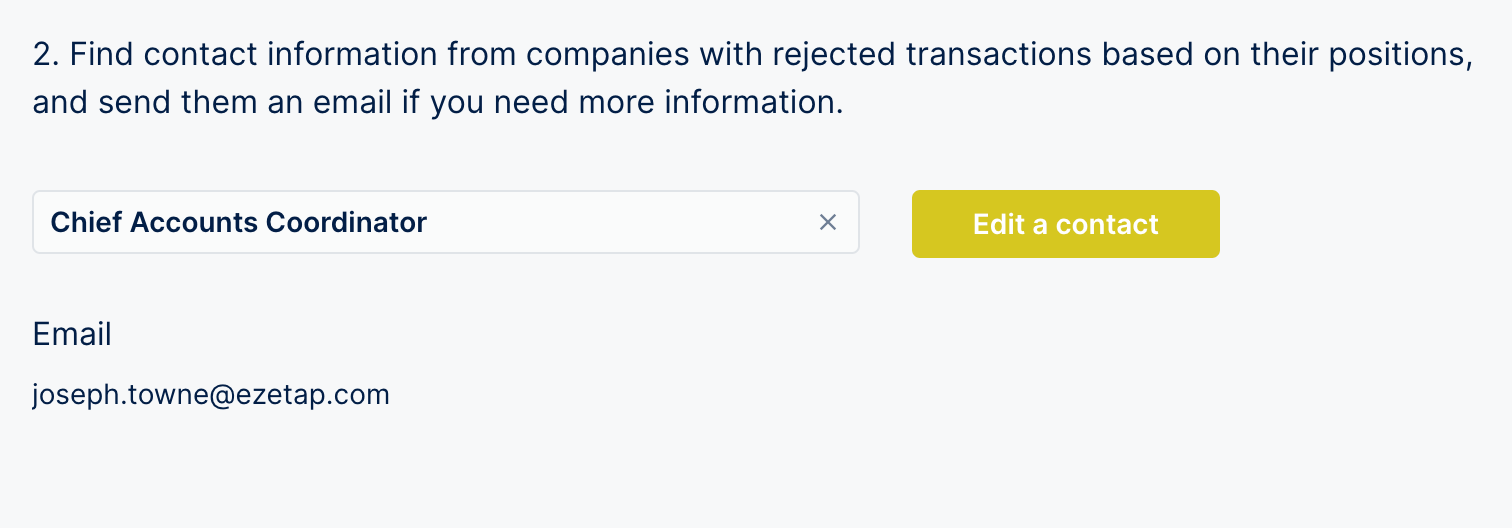 2. Find contact information from companies with rejected transactions based on their positions,
and send them an email if you need more information.
Chief Accounts Coordinator
Edit a contact
Email
joseph.towne@ezetap.com